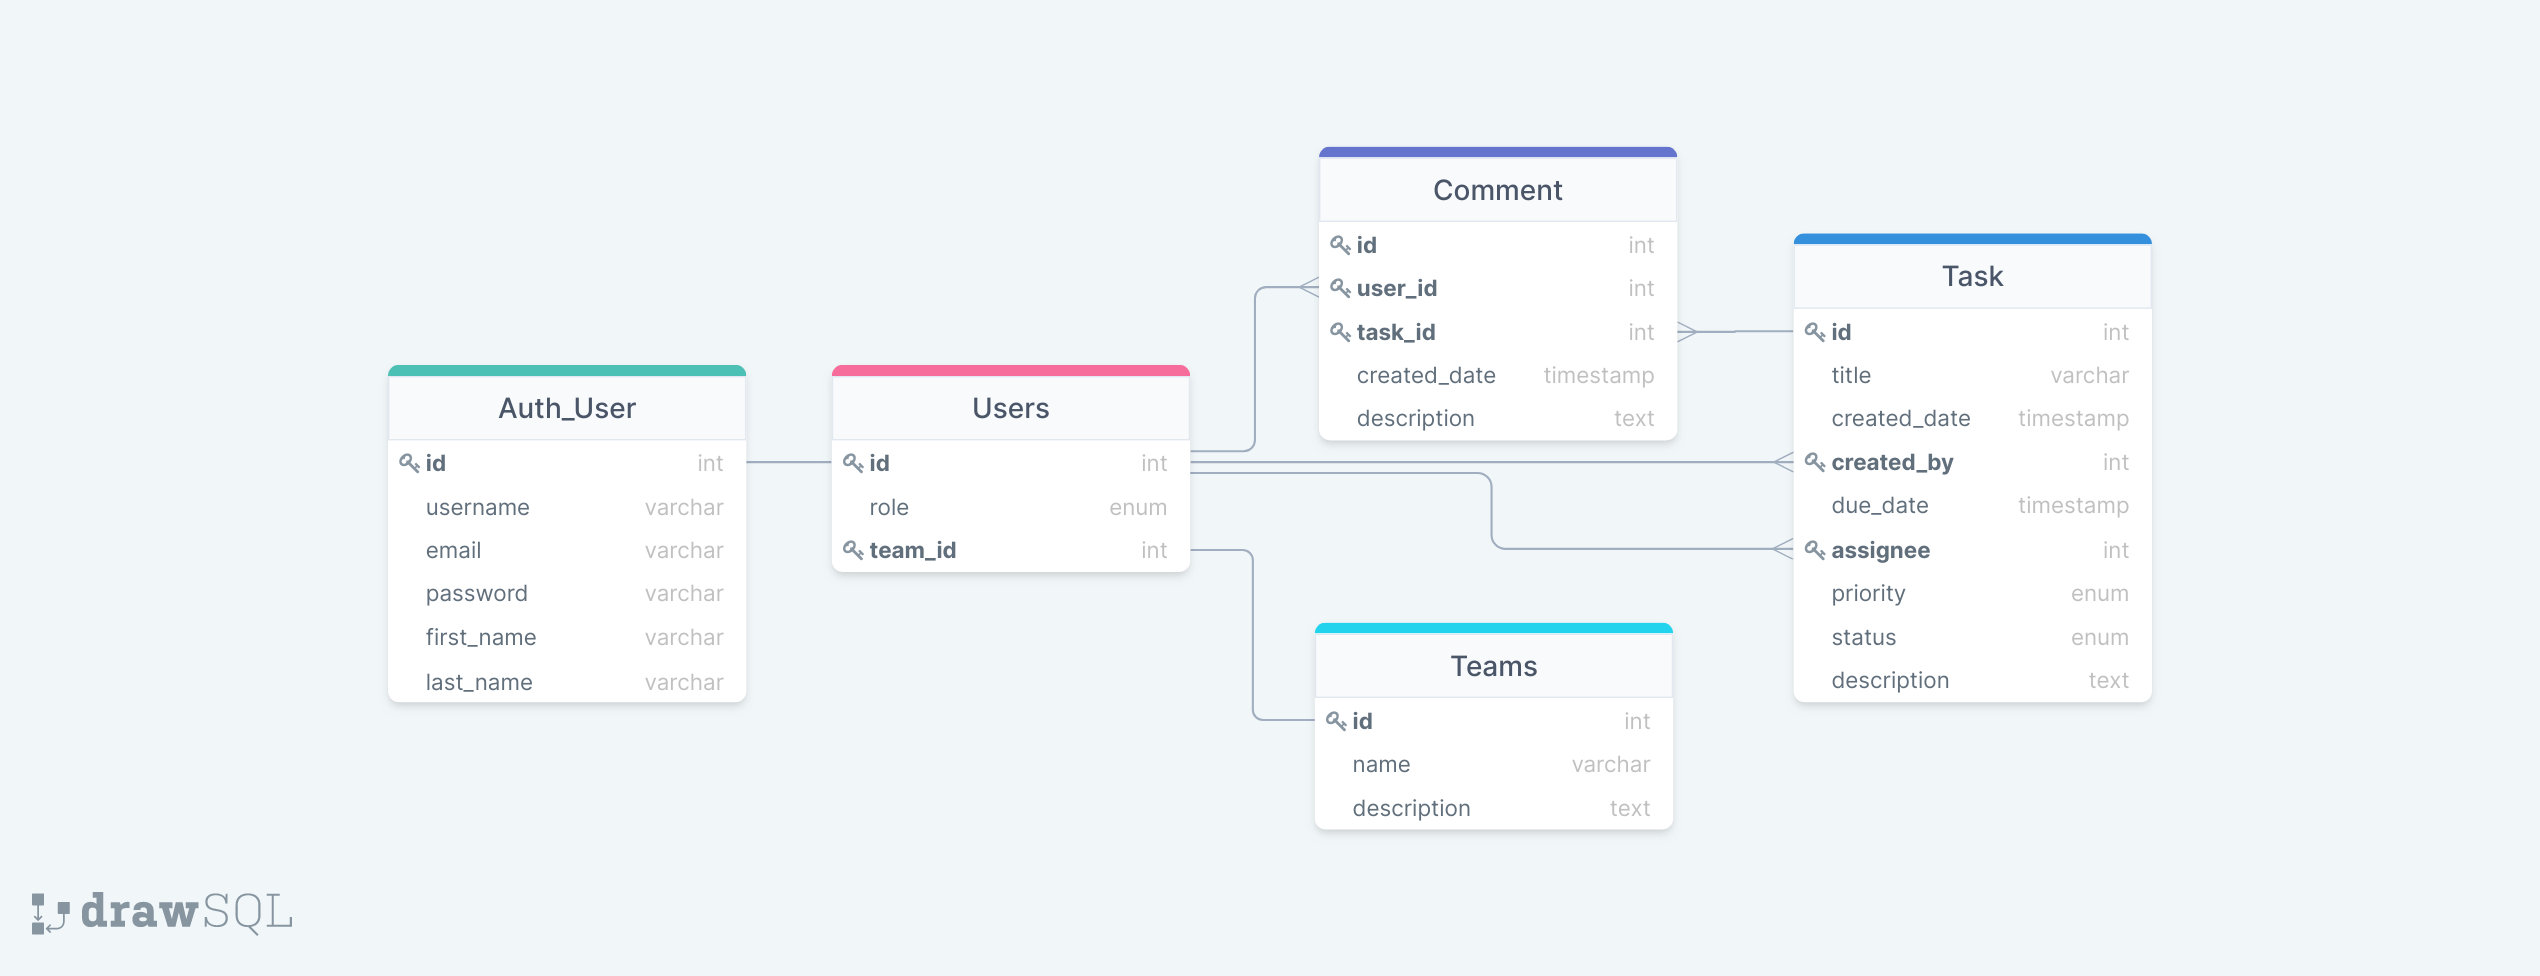 Auth_User
id int
username varchar
email varchar
password varchar
first_name varchar
last_name varchar
Users
id int
role enum
team_id int
Comment
id int
user_id int
task_id int
created_date timestamp
description text
Teams
id int
name varchar
description text
Task
id int
title varchar
created_date timestamp
created_by int
due_date timestamp
assignee int
priority enum
status enum
description text
drawSQL